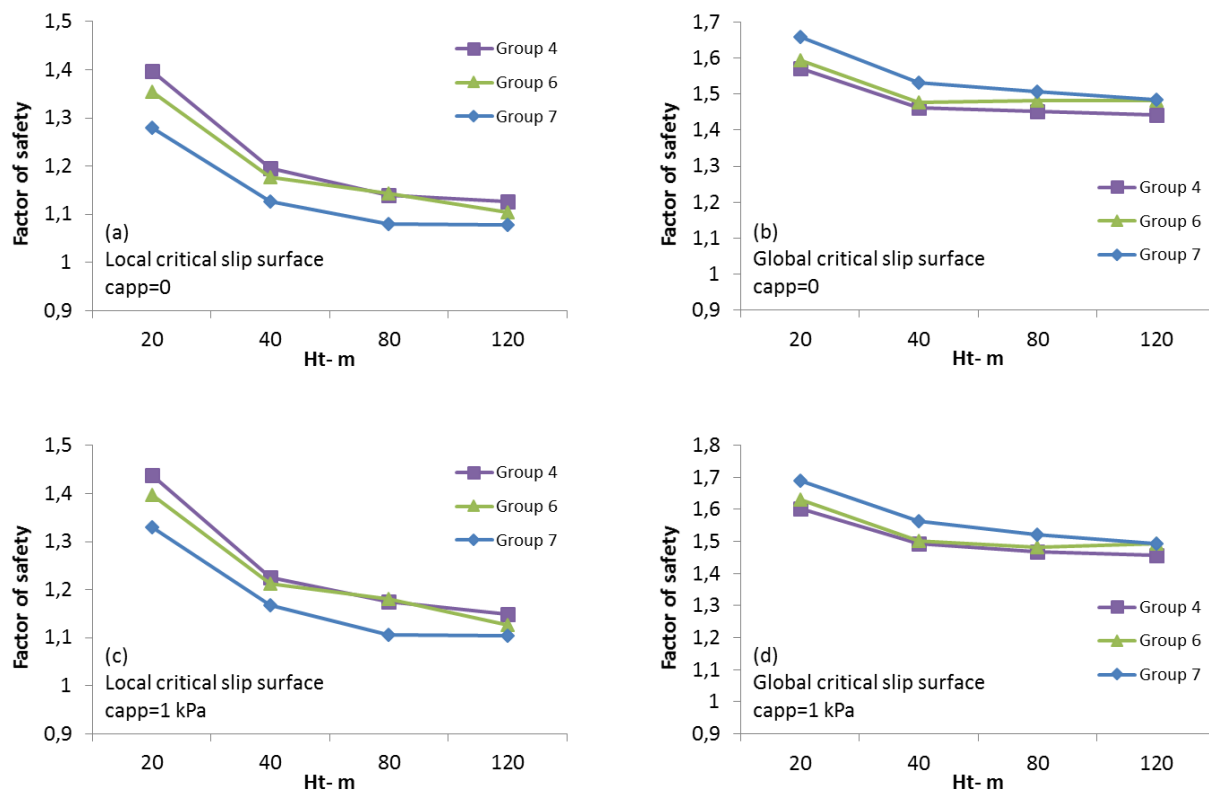 1,5
1,4
1,3
1,2
1,1
1
0,9
Factor of safety
Group 4
Group 6
Group 7
(a)
Local critical slip surface
capp=0
20 40 80 120
Ht- m
1,7
1,6
1,5
1,4
1,3
1,2
1,1
1
0,9
Factor of safety
Group 4
Group 6
Group 7
(b)
Global critical slip surface
capp=0
20 40 80 120
Ht- m
1,5
1,4
1,3
1,2
1,1
1
0,9
Factor of safety
Group 4
Group 6
Group 7
(c)
Local critical slip surface
capp=1 kPa
20 40 80 120
Ht- m
1,8
1,7
1,6
1,5
1,4
1,3
1,2
1,1
1
0,9
Factor of safety
Group 4
Group 6
Group 7
(d)
Global critical slip surface
capp=1 kPa
20 40 80 120
Ht- m